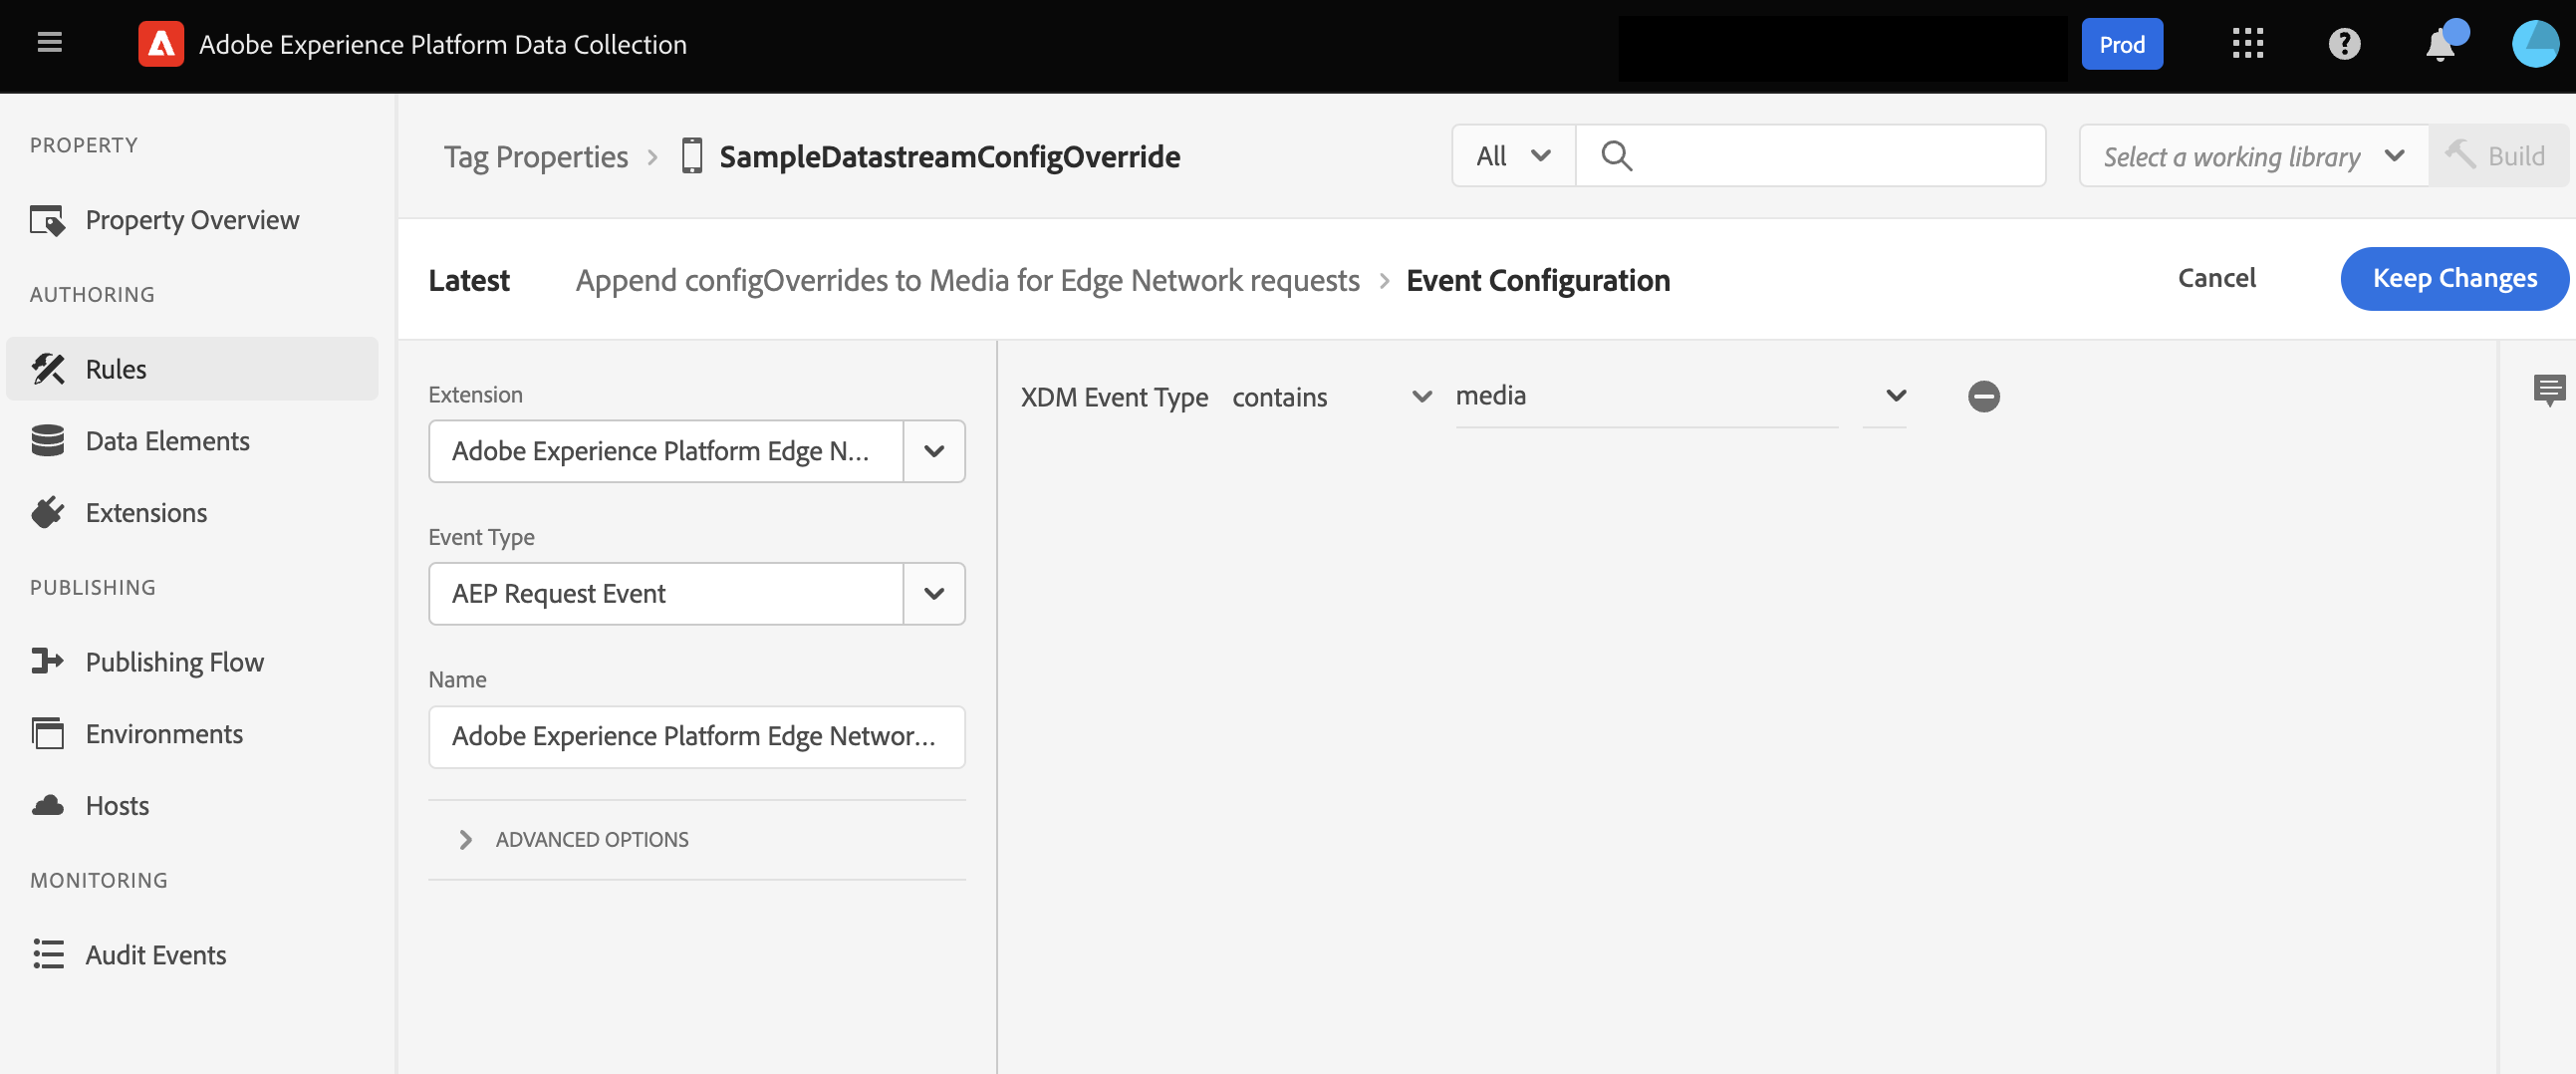 Adobe Experience Platform Data Collection
Prod
PROPERTY
Property Overview
AUTHORING
Rules
Data Elements
Extensions
PUBLISHING
Publishing Flow
Environments
Hosts
MONITORING
Audit Events
Tag Properties > SampleDatastreamConfigOverride
All
Select a working library
Build
Latest
Append configOverrides to Media for Edge Network requests > Event Configuration
Cancel
Keep Changes
Extension
Adobe Experience Platform Edge N...
Event Type
AEP Request Event
Name
Adobe Experience Platform Edge Networ...
ADVANCED OPTIONS
XDM Event Type contains media